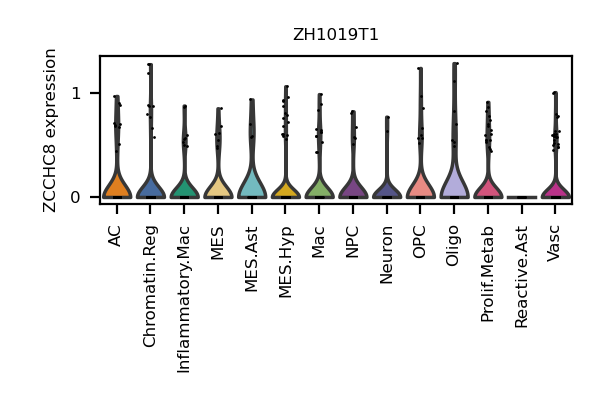 ZH1019T1
ZCCHC8 expression
1
0
AC
Chromatin.Reg
Inflammatory.Mac
MES
MES.Ast
MES.Hyp
Mac
NPC
Neuron
OPC
Oligo
Prolif.Metab
Reactive.Ast
Vasc